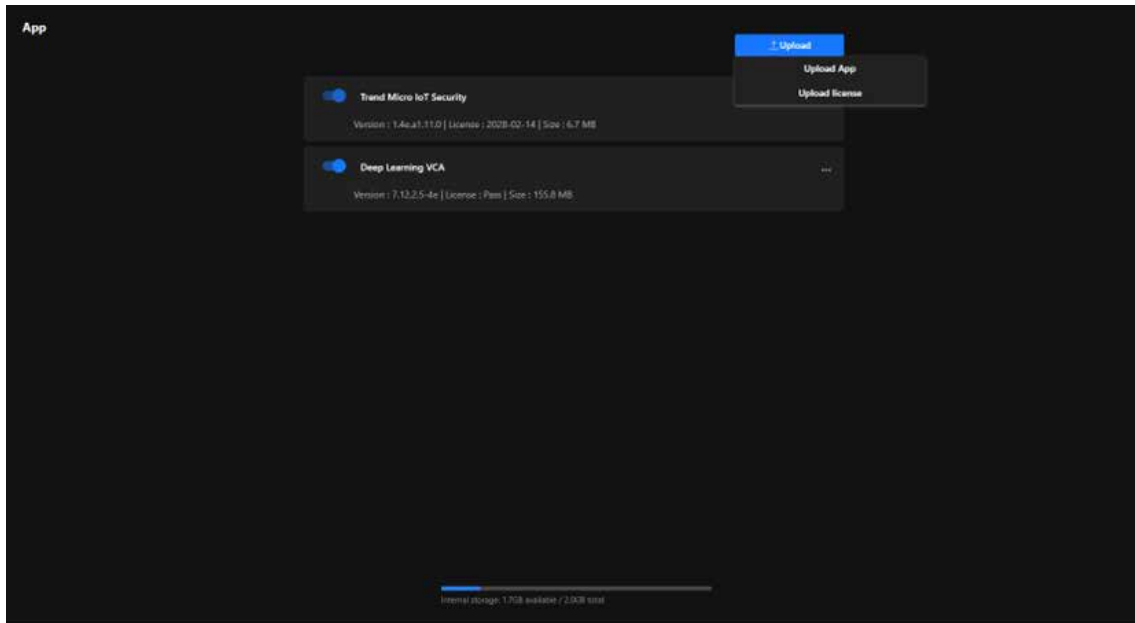 App
Upload
Upload App
Upload license
Trend Micro IoT Security
Version : 1.4e.a1.11.0 | License : 2028-02-14 | Size : 6.7 MB
Deep Learning VCA
...
Version : 7.12.2.5-4e | License : Pass | Size : 155.8 MB
Internal storage: 1.7GB available / 2.0GB total